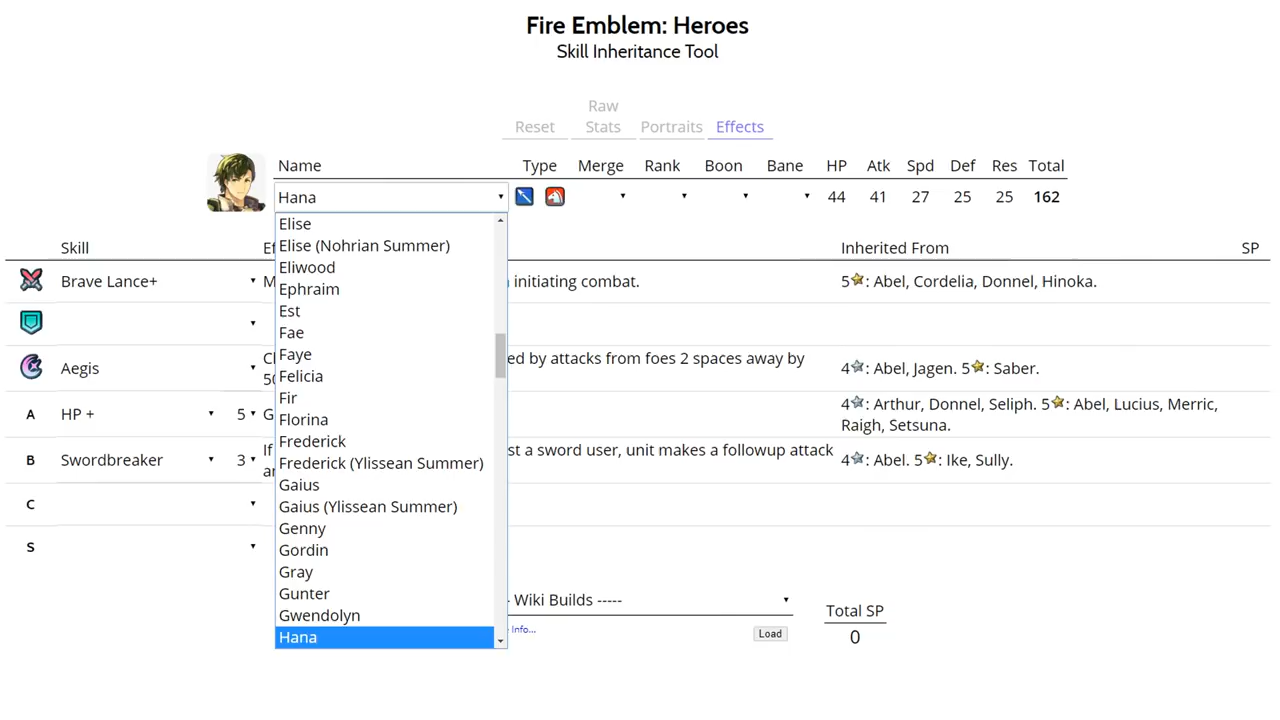 Fire Emblem: Heroes
Skill Inheritance Tool
Reset Raw Stats Portraits Effects
Name Type Merge Rank Boon Bane HP Atk Spd Def Res Total
Hana 44 41 27 25 25 162
Skill Inherited From SP
Brave Lance+ initiating combat. 5: Abel, Cordelia, Donnel, Hinoka.
Aegis ed by attacks from foes 2 spaces away by 4: Abel, Jagen. 5: Saber.
A HP + 5 4: Arthur, Donnel, Seliph. 5: Abel, Lucius, Merric,
Raigh, Setsuna.
B Swordbreaker 3 If st a sword user, unit makes a followup attack 4: Abel. 5: Ike, Sully.
C
S
Elise
Elise (Nohrian Summer)
Eliwood
Ephraim
Est
Fae
Faye
Felicia
Fir
Florina
Frederick
Frederick (Ylissean Summer)
Gaius
Gaius (Ylissean Summer)
Genny
Gordin
Gray
Gunter
Gwendolyn
Hana
Wiki Builds -----
Info...
Load
Total SP
0